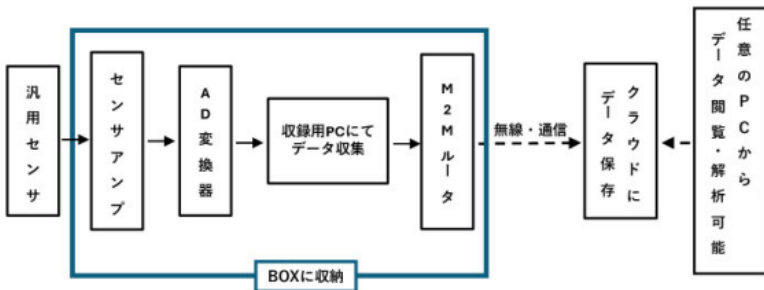 汎用センサ
センサアンプ
AD変換器
収録用PCにて
データ収集
M2Mルータ
無線・通信
クラウドに
データ保存
任意のPCから
データ閲覧・解析可能
BOXに収納